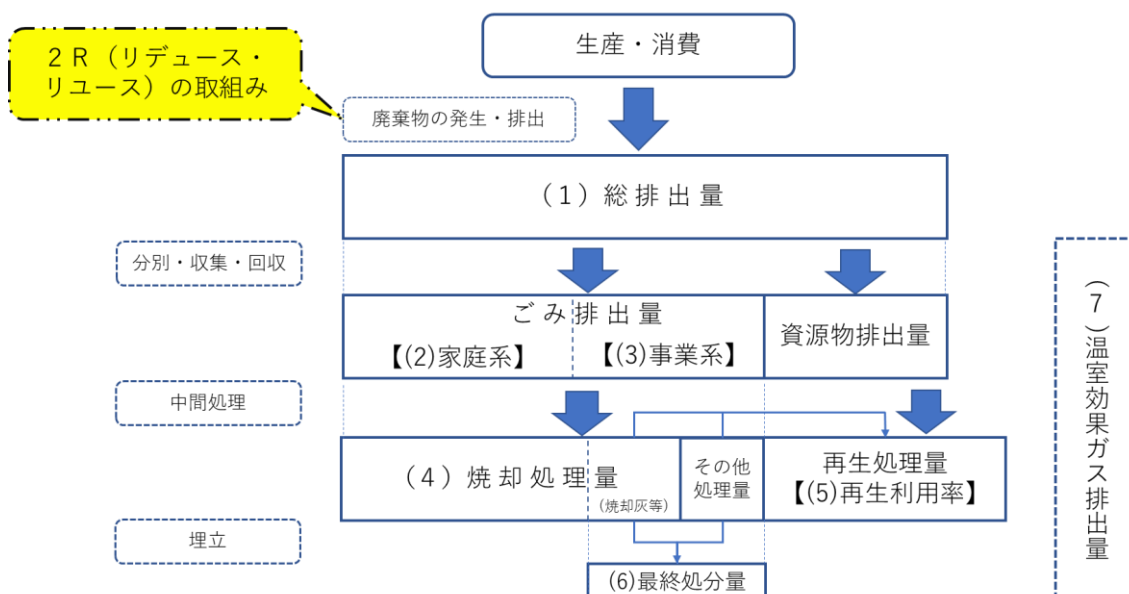 生産・消費
２Ｒ（リデュース・
リユース）の取組み
廃棄物の発生・排出
(1)総排出量
分別・収集・回収
ごみ排出量
【(2)家庭系】
【(3)事業系】
資源物排出量
中間処理
(4)焼却処理量
(焼却灰等)
その他
処理量
再生処理量
【(5)再生利用率】
埋立
(6)最終処分量
(7)温室効果ガス排出量